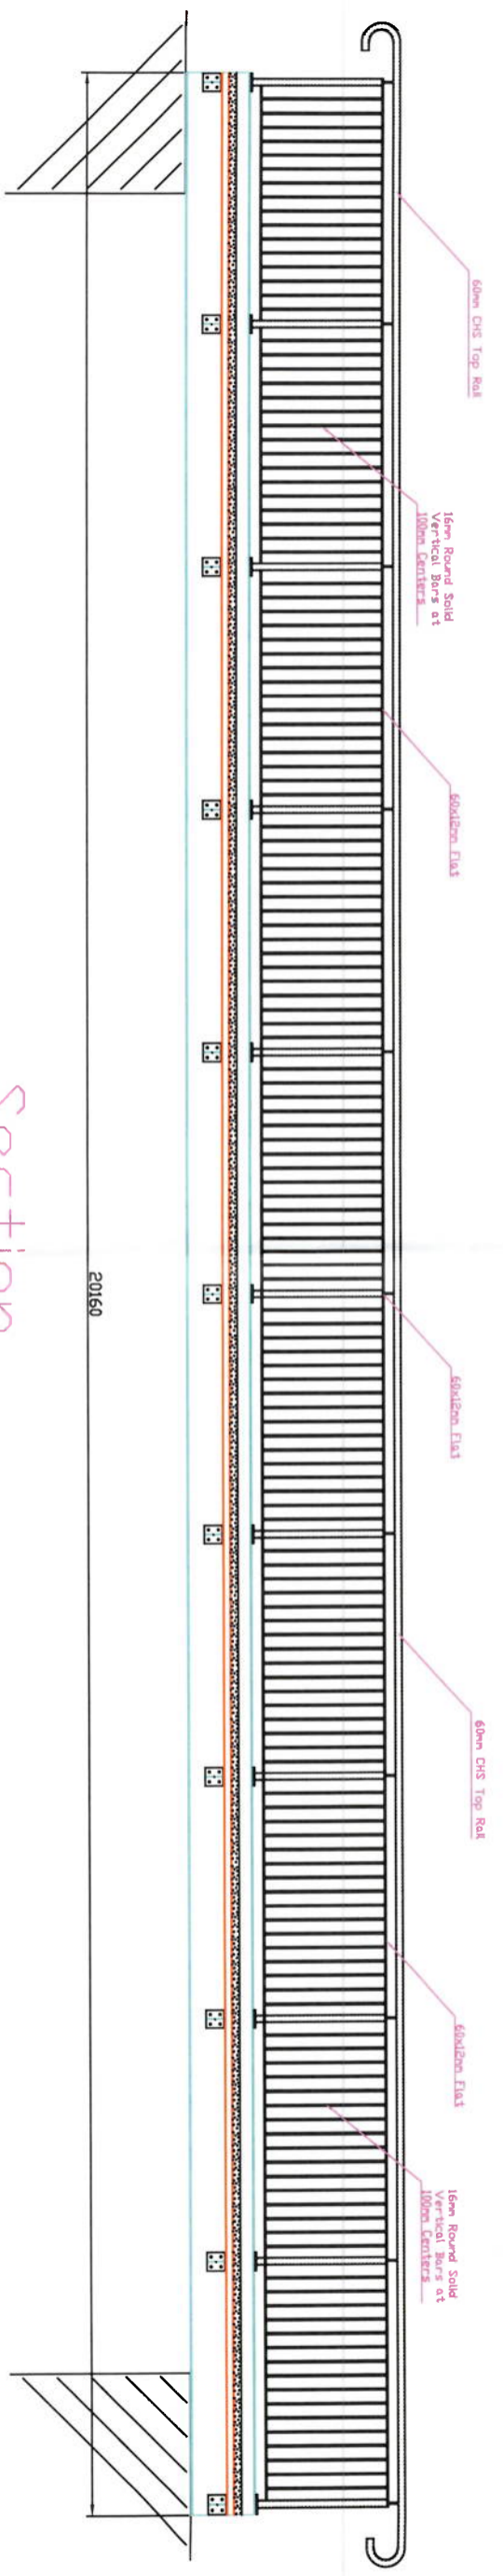 60mm CHS Top Rail
16mm Round Solid
Vertical Bars at
100mm Centers
60x12mm Flat
60x12mm Flat
60mm CHS Top Rail
60x12mm Flat
16mm Round Solid
Vertical Bars at
100mm Centers
20160
Section